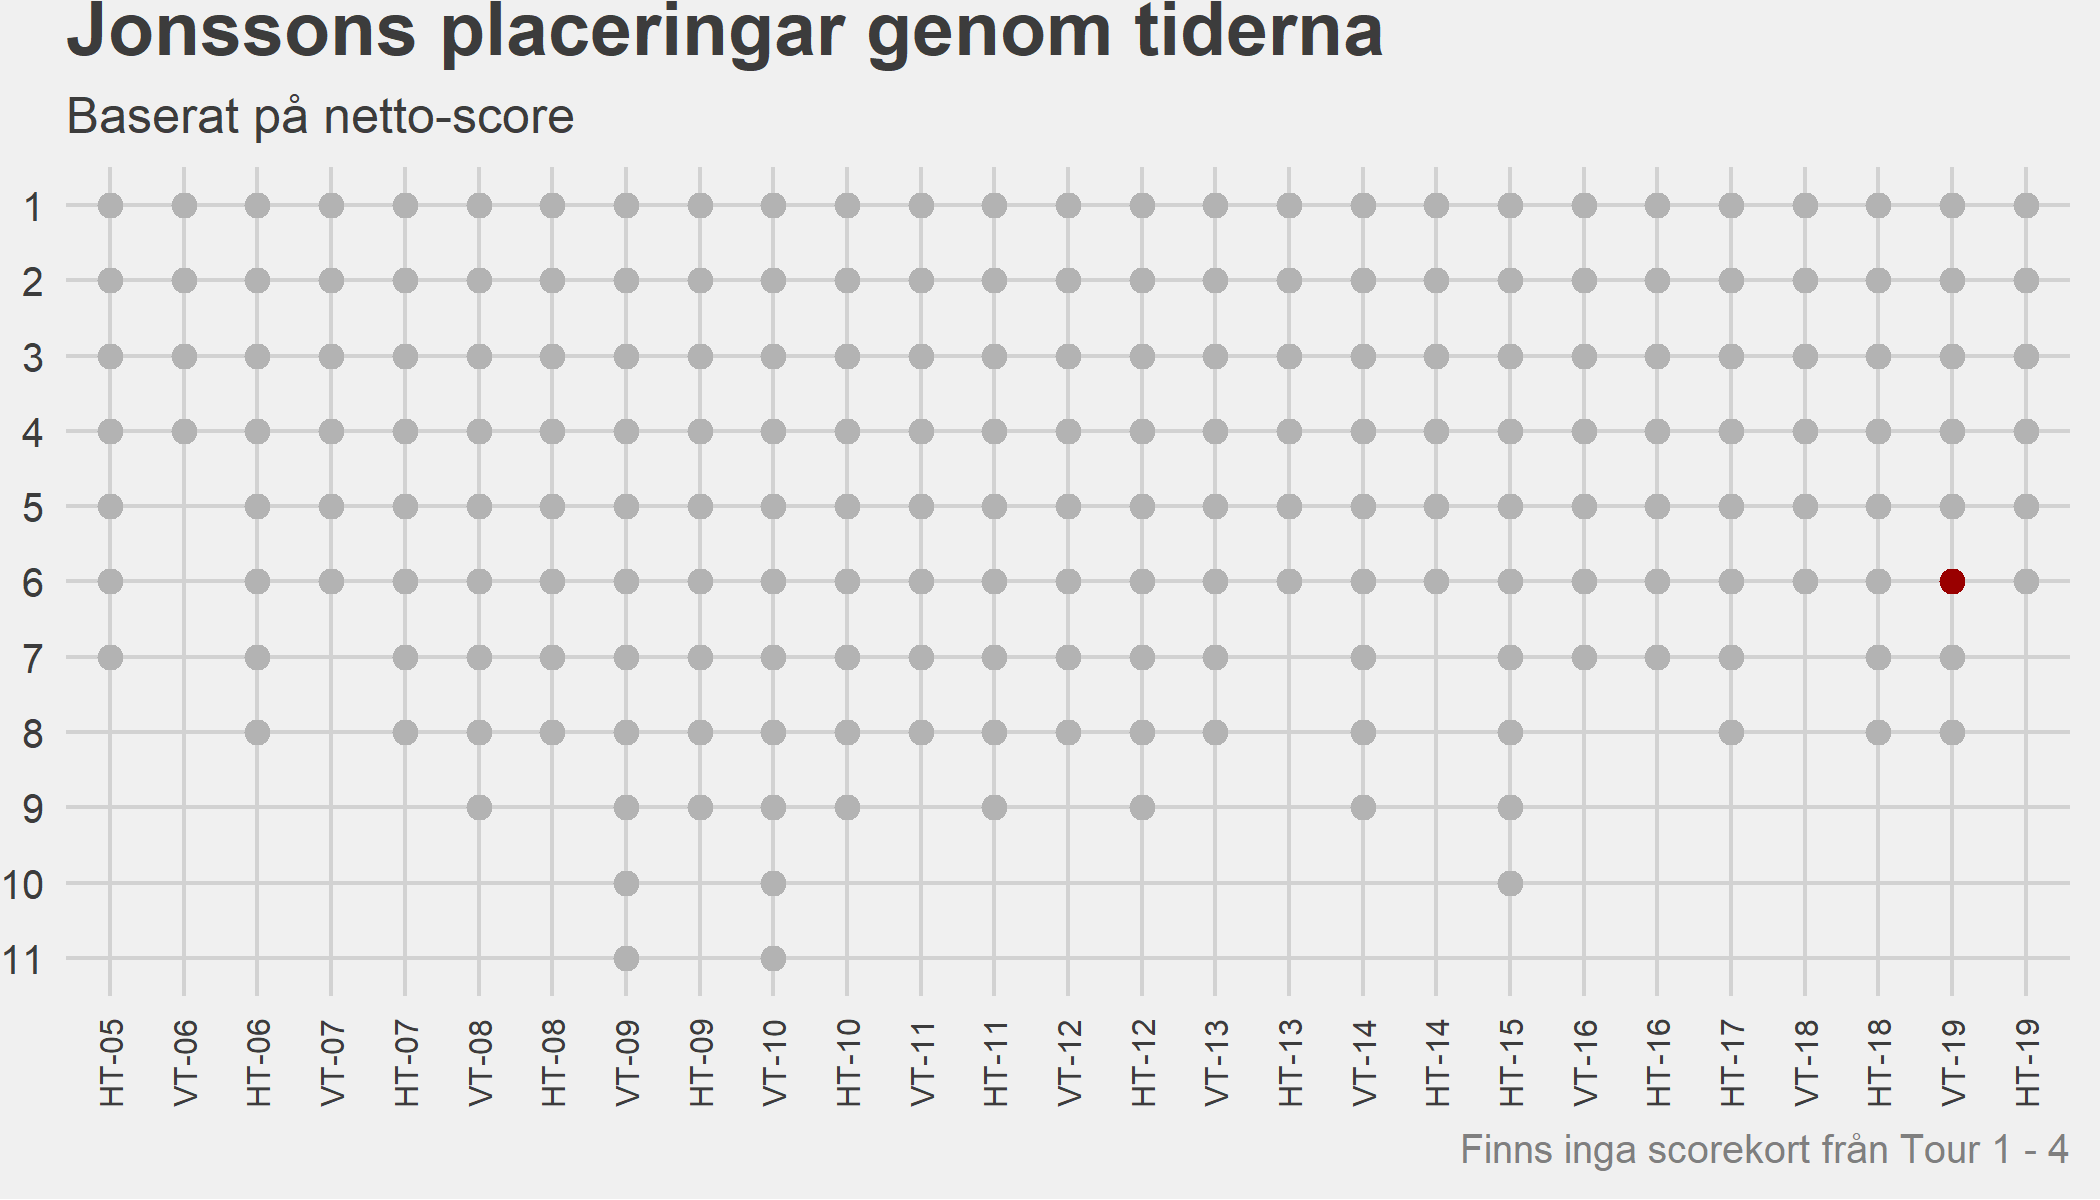 Jonssons placeringar genom tiderna
Baserat på netto-score
1
2
3
4
5
6
7
8
9
10
11
HT-05
VT-06
HT-06
VT-07
HT-07
VT-08
HT-08
VT-09
HT-09
VT-10
HT-10
VT-11
HT-11
VT-12
HT-12
VT-13
HT-13
VT-14
HT-14
HT-15
VT-16
HT-16
HT-17
VT-18
HT-18
VT-19
HT-19
Finns inga scorekort från Tour 1 - 4